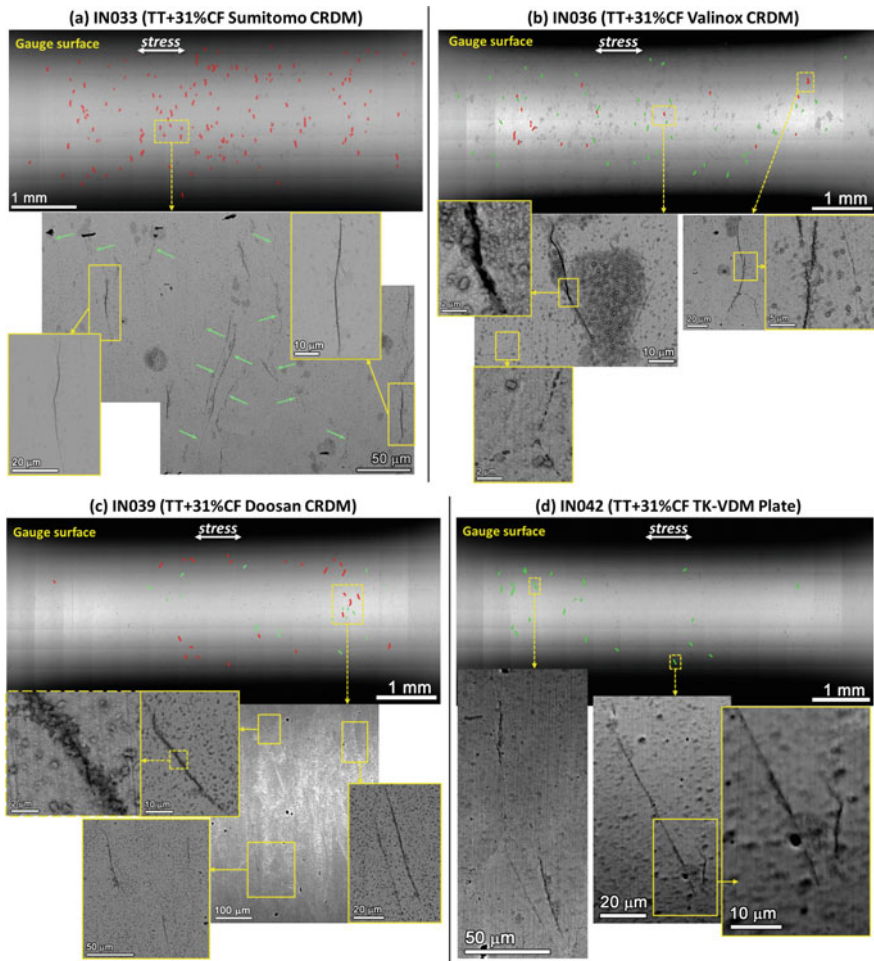 (a) IN033 (TT+31%CF Sumitomo CRDM)
Gauge surface
stress
1 mm
10 μm
20 μm
50 μm
(b) IN036 (TT+31%CF Valinox CRDM)
Gauge surface
stress
1 mm
2 μm
10 μm
20 μm
5 μm
2 μm
(c) IN039 (TT+31%CF Doosan CRDM)
Gauge surface
stress
1 mm
2 μm
10 μm
50 μm
100 μm
20 μm
(d) IN042 (TT+31%CF TK-VDM Plate)
Gauge surface
stress
1 mm
50 μm
20 μm
10 μm